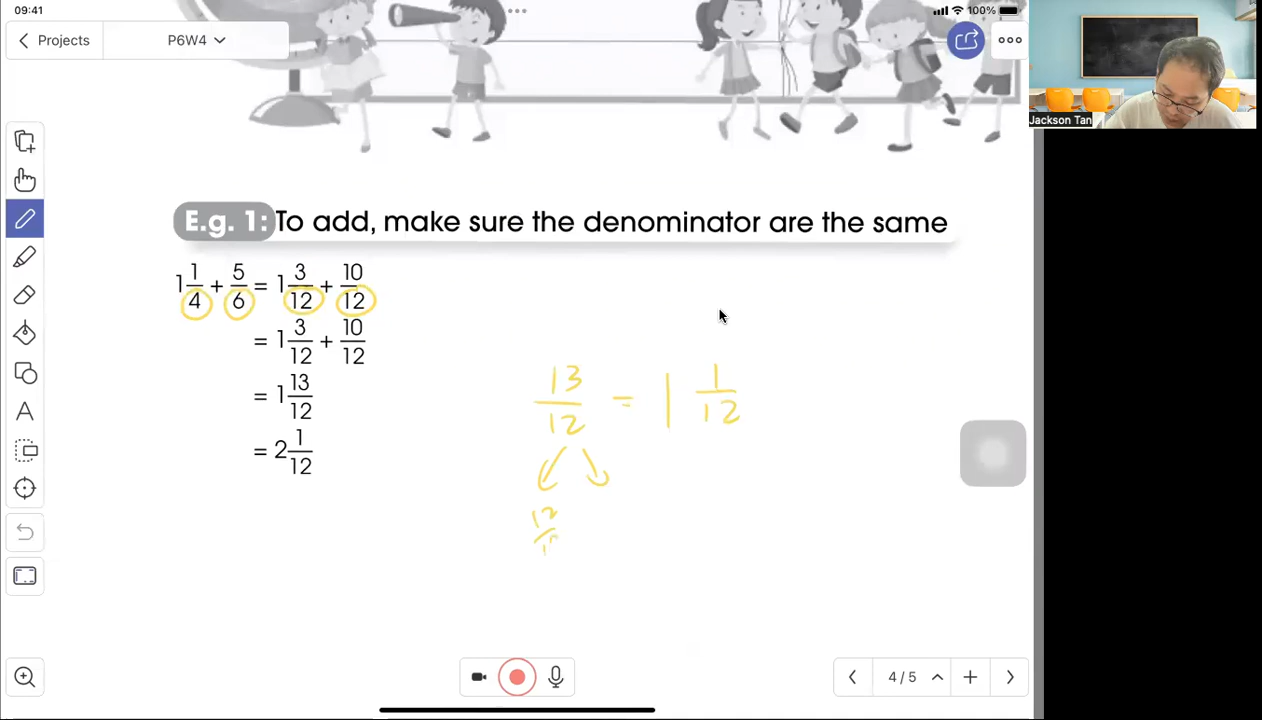 09:41
100%
Projects
P6W4
Jackson Tan
E.g. 1: To add, make sure the denominator are the same
1 1/4 + 5/6 = 1 3/12 + 10/12
= 1 3/12 + 10/12
= 1 13/12
= 2 1/12
13/12 = 1 1/12
12
A
4 / 5